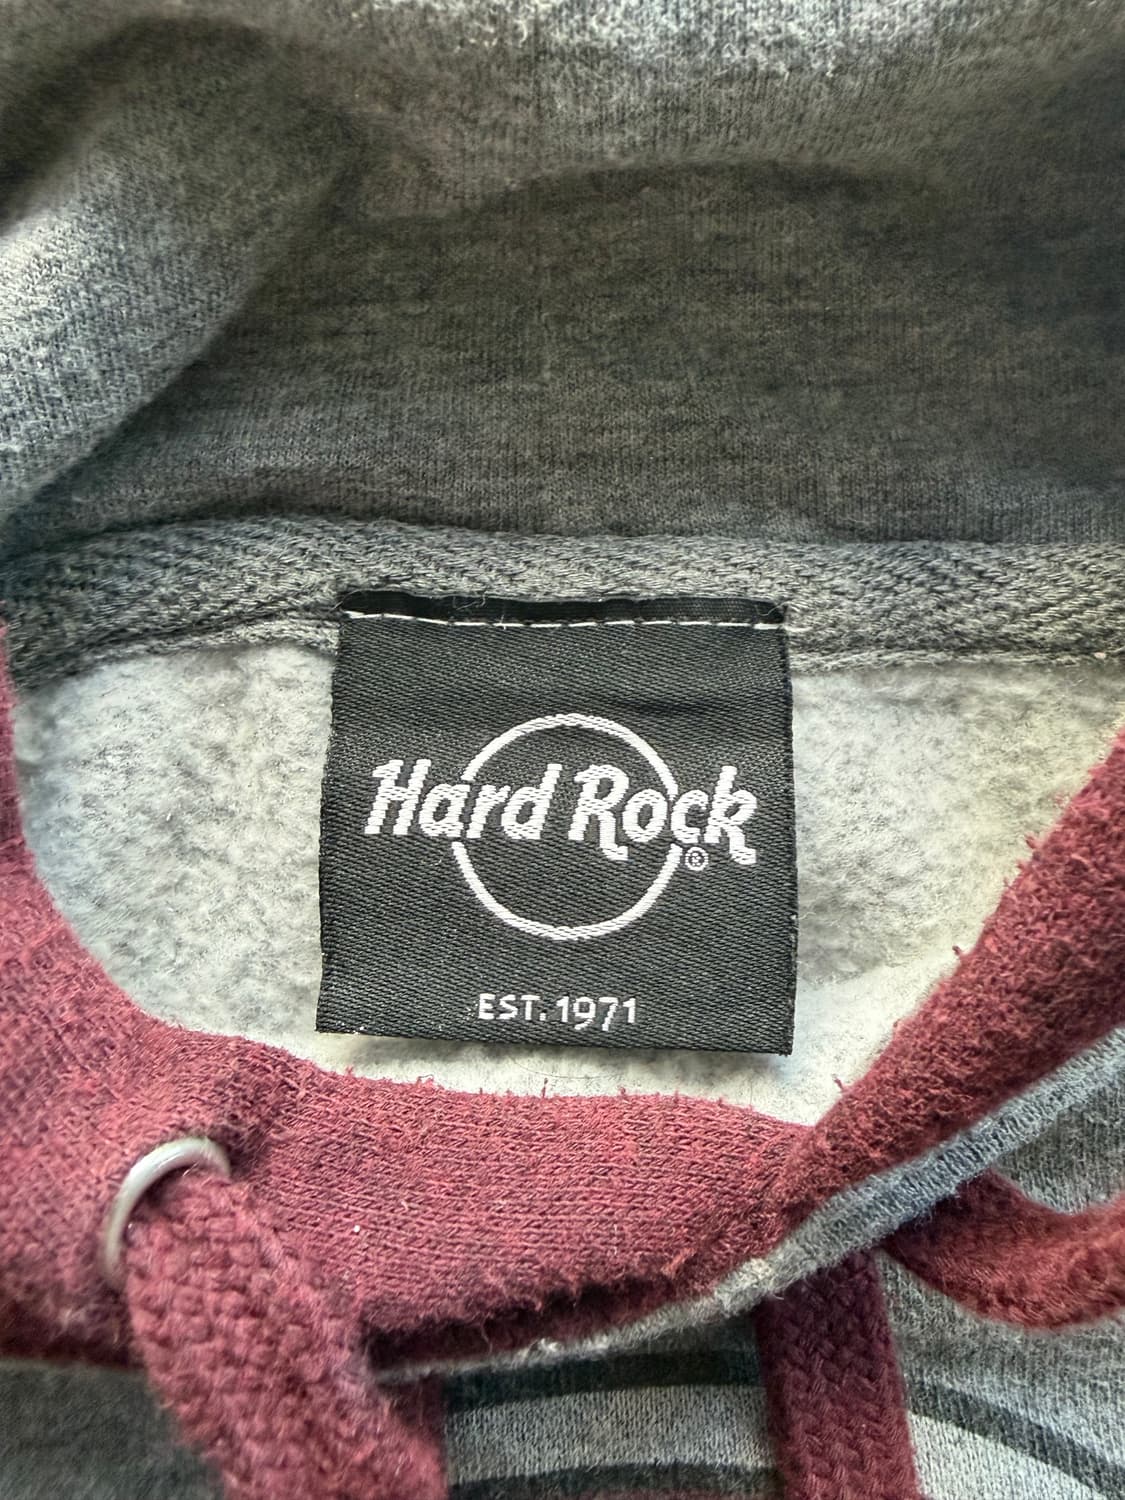 Hard Rock
®
EST. 1971